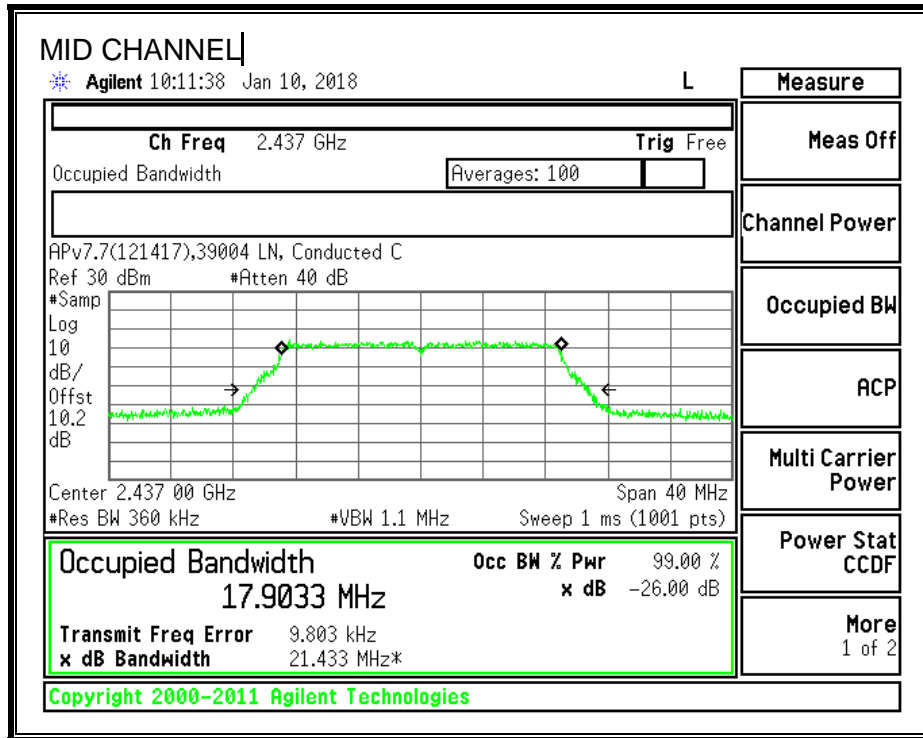 MID CHANNEL
Agilent 10:11:38 Jan 10, 2018 L
Measure
Ch Freq 2.437 GHz Trig Free
Meas Off
Occupied Bandwidth Averages: 100
Channel Power
APv7.7(121417),39004 LN, Conducted C
Ref 30 dBm #Atten 40 dB
#Samp
Log
10
dB/
Offst
10.2
dB
Occupied BW
ACP
Multi Carrier
Power
Center 2.437 00 GHz Span 40 MHz
#Res BW 360 kHz #VBW 1.1 MHz Sweep 1 ms (1001 pts)
Power Stat
CCDF
Occupied Bandwidth Occ BW % Pwr 99.00 %
17.9033 MHz x dB -26.00 dB
Transmit Freq Error 9.803 kHz
x dB Bandwidth 21.433 MHz*
More
1 of 2
Copyright 2000-2011 Agilent Technologies